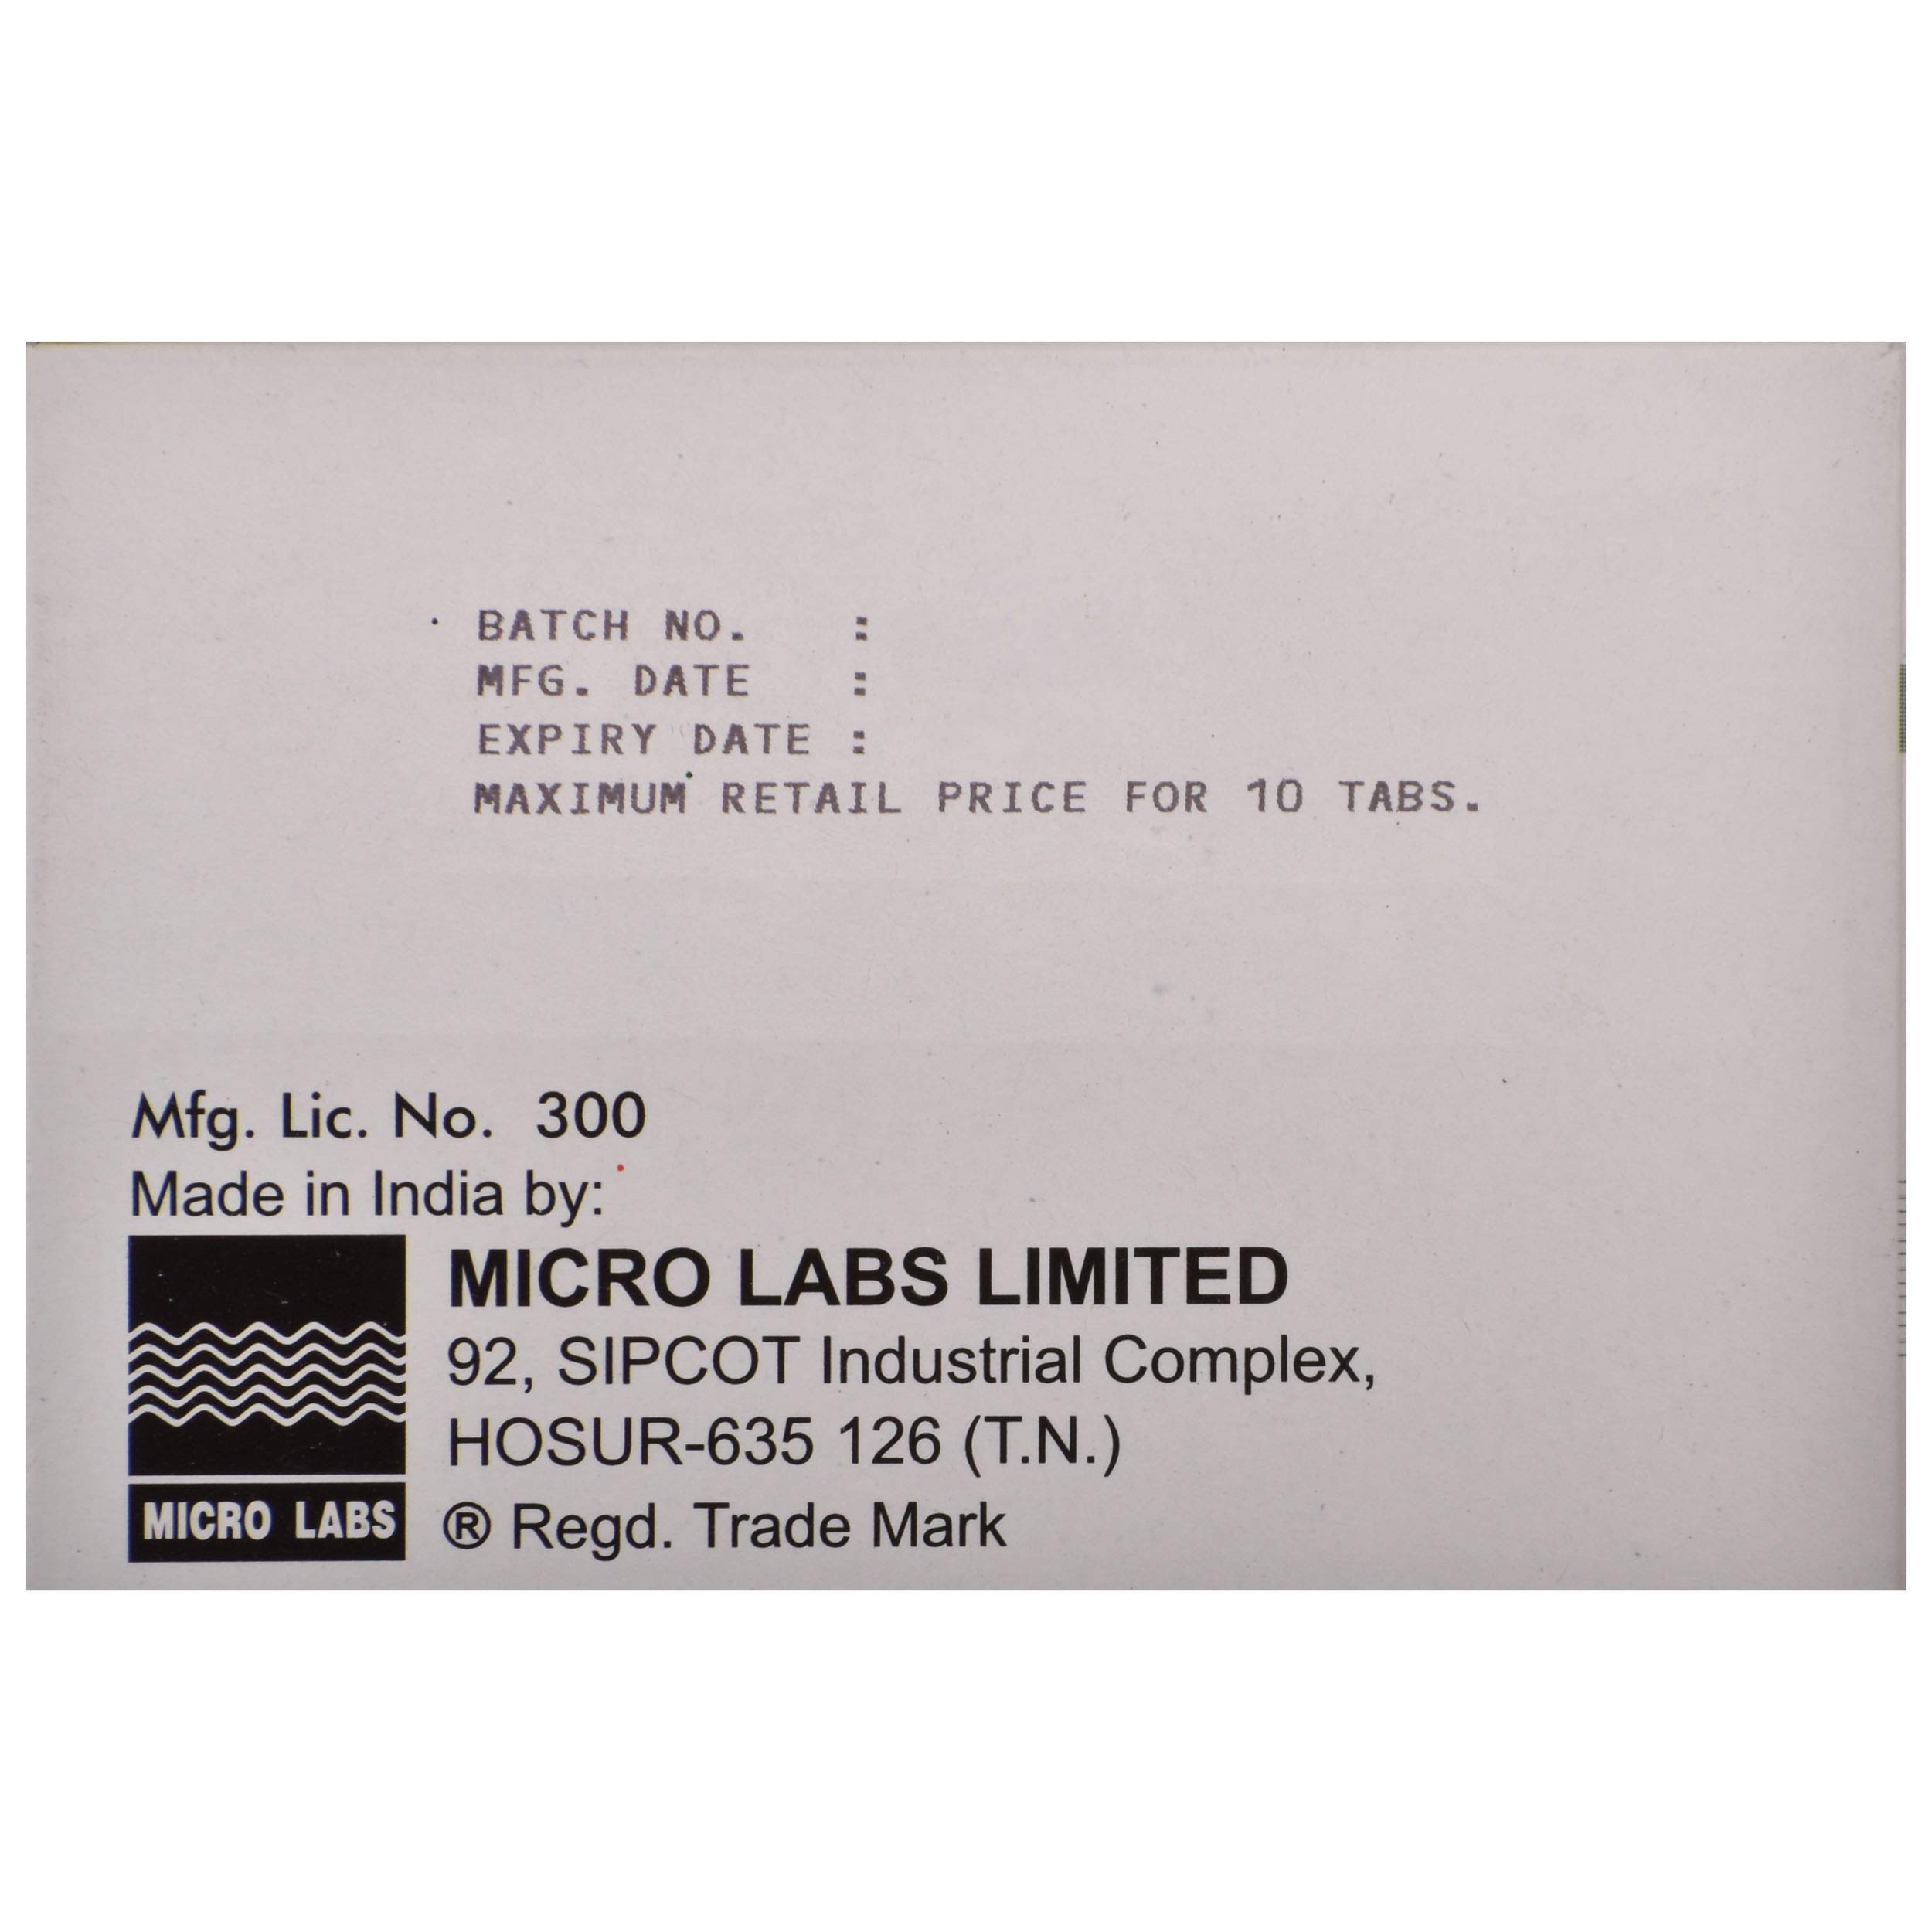 BATCH NO. :
MFG. DATE :
EXPIRY DATE :
MAXIMUM RETAIL PRICE FOR 10 TABS.
Mfg. Lic. No. 300
Made in India by:
MICRO LABS LIMITED
92, SIPCOT Industrial Complex,
HOSUR-635 126 (T.N.)
MICRO LABS
® Regd. Trade Mark